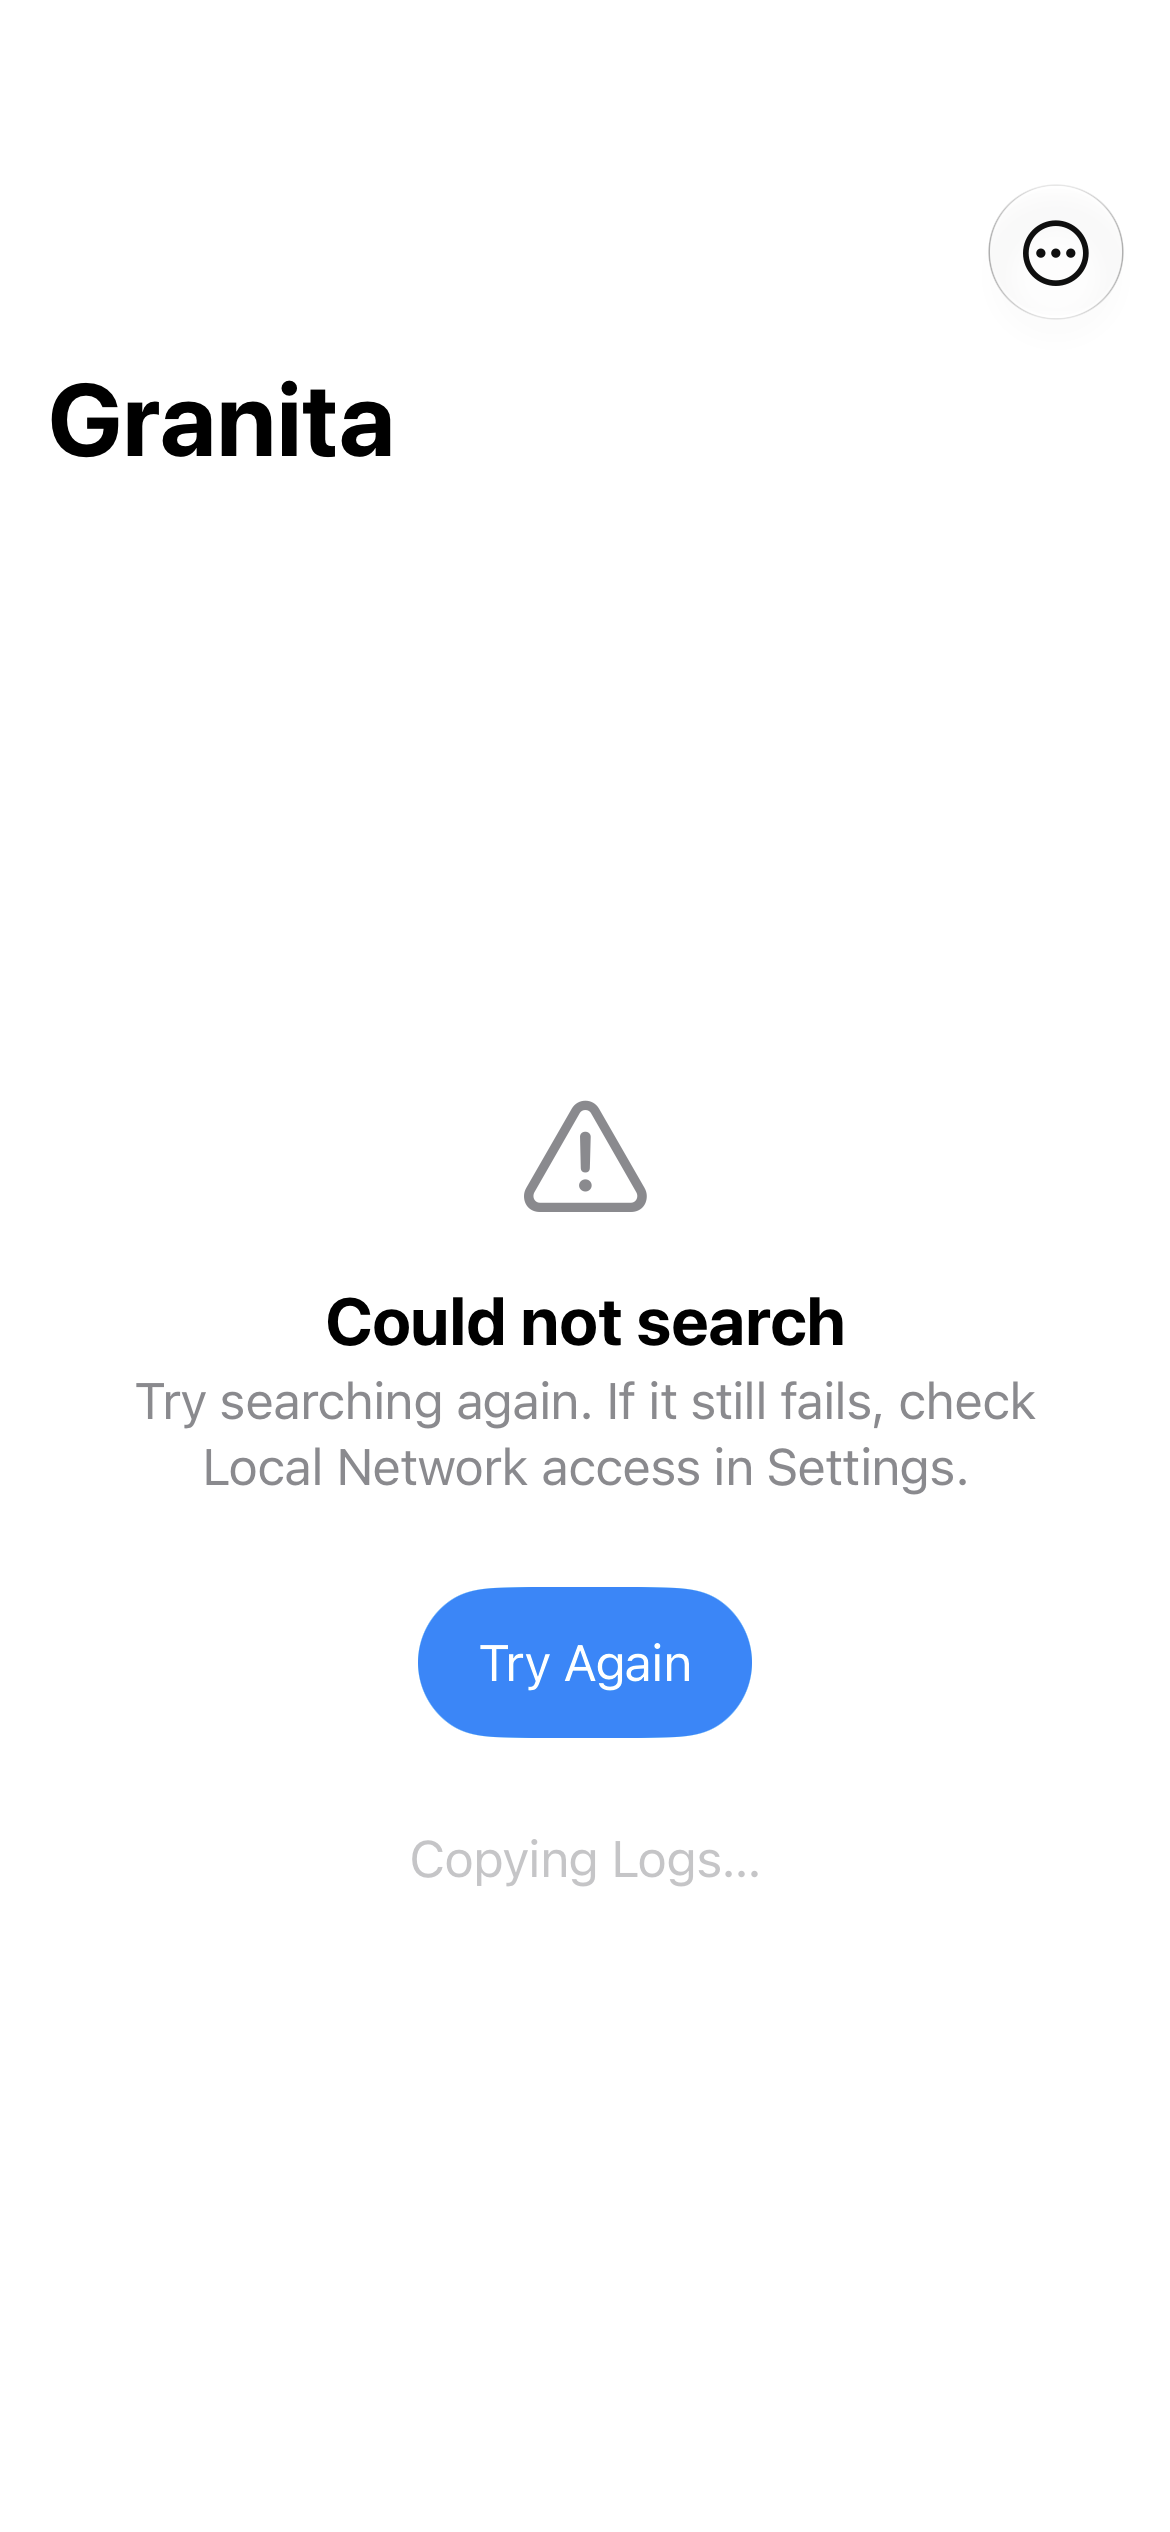 Granita
Could not search
Try searching again. If it still fails, check
Local Network access in Settings.
Try Again
Copying Logs...